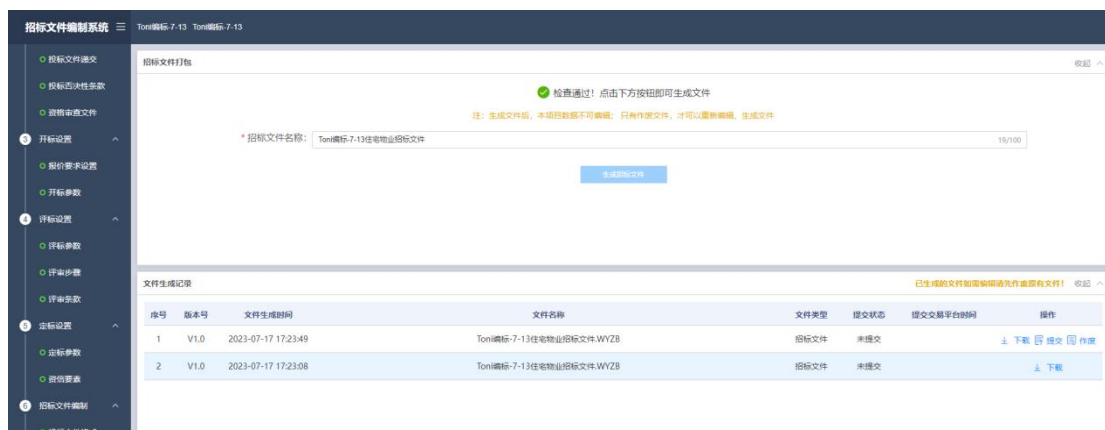 招标文件编制系统 Toni编标-7-13 Toni编标-7-13
投标文件递交
投标否决性条款
资格审查文件
3 开标设置
报价要求设置
开标参数
4 评标设置
评标参数
评审步骤
评审条款
5 定标设置
定标参数
资信要素
6 招标文件编制
招标文件打包 收起
检查通过！点击下方按钮即可生成文件
注：生成文件后，本项目数据不可编辑；只有作废文件，才可以重新编辑、生成文件
* 招标文件名称： Toni编标-7-13住宅物业招标文件 19/100
生成招标文件
文件生成记录 已生成的文件如需编辑请先作废原有文件！ 收起
序号 版本号 文件生成时间 文件名称 文件类型 提交状态 提交交易平台时间 操作
1 V1.0 2023-07-17 17:23:49 Toni编标-7-13住宅物业招标文件.WYZB 招标文件 未提交 下载 提交 作废
2 V1.0 2023-07-17 17:23:08 Toni编标-7-13住宅物业招标文件.WYZB 招标文件 未提交 下载